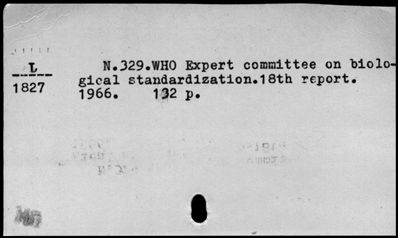 L
1827
N.329.WHO Expert committee on biolo-
gical standardization.18th report.
1966. 132 p.